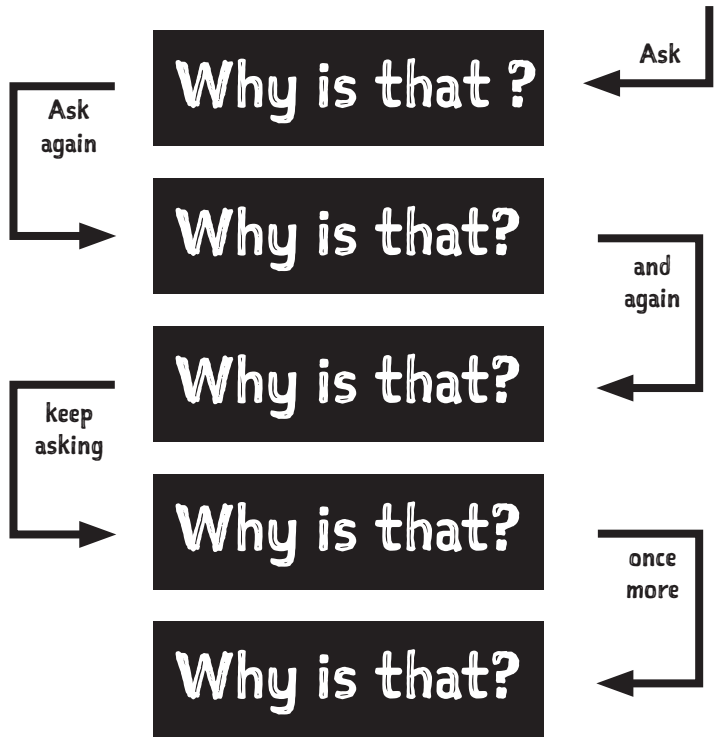 Ask
Why is that ?
Ask
again
Why is that?
and
again
Why is that?
keep
asking
Why is that?
once
more
Why is that?